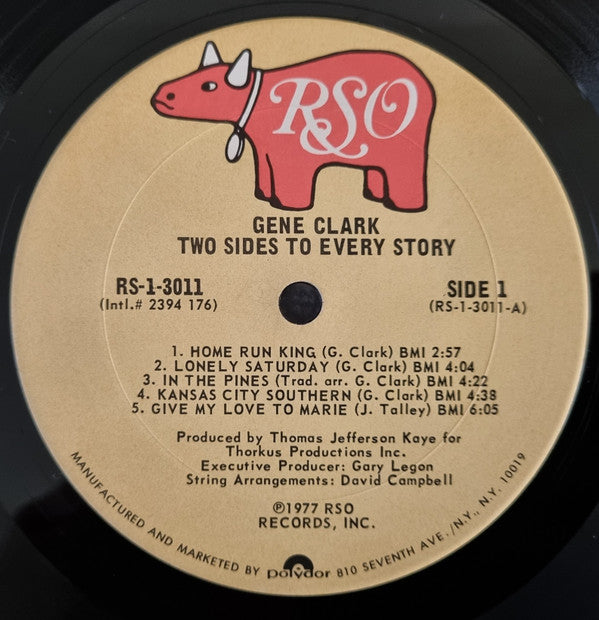 RSO
GENE CLARK
TWO SIDES TO EVERY STORY
RS-1-3011
(Intl.# 2394 176)
SIDE 1
(RS-1-3011-A)
1. HOME RUN KING (G. Clark) BMI 2:57
2. LONELY SATURDAY (G. Clark) BMI 4:04
3. IN THE PINES (Trad. arr. G. Clark) BMI 4:22
4. KANSAS CITY SOUTHERN (G. Clark) BMI 4:38
5. GIVE MY LOVE TO MARIE (J. Talley) BMI 6:05
Produced by Thomas Jefferson Kaye for
Thorkus Productions Inc.
Executive Producer: Gary Legon
String Arrangements: David Campbell
℗1977 RSO
RECORDS, INC.
MANUFACTURED AND MARKETED BY polydor 810 SEVENTH AVE./N.Y., N.Y. 10019